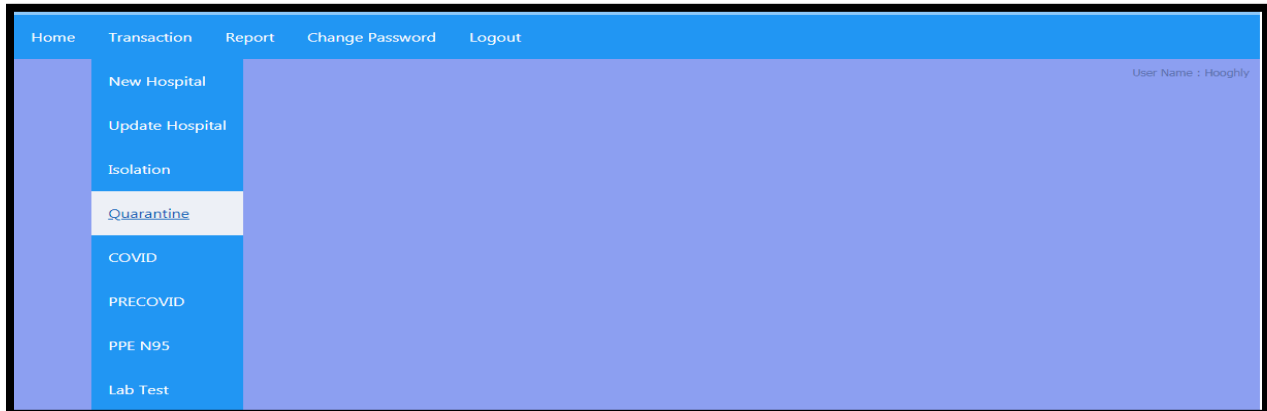 Home Transaction Report Change Password Logout
User Name : Hooghly
New Hospital
Update Hospital
Isolation
Quarantine
COVID
PRECOVID
PPE N95
Lab Test